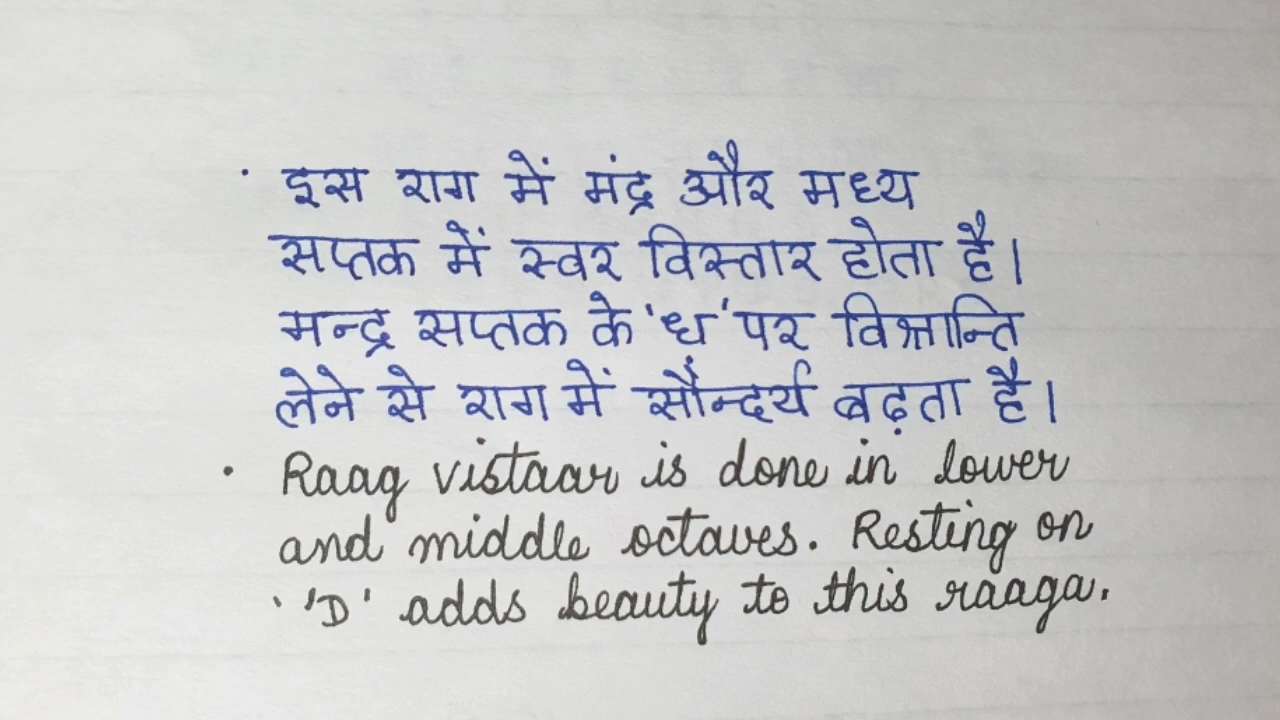 · इस राग में मंद्र और मध्य
सप्तक में स्वर विस्तार होता है।
मन्द्र सप्तक के 'ध' पर विश्रान्ति
लेने से राग में सौंन्दर्य बढ़ता है।
· Raag vistaar is done in lower
and middle octaves. Resting on
'D' adds beauty to this raaga.